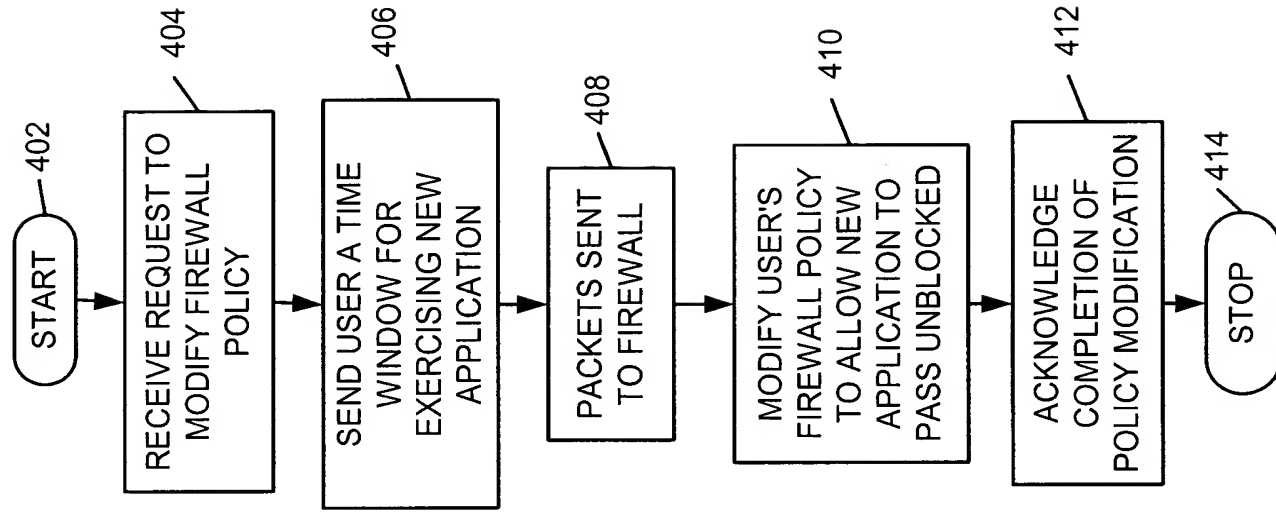 START
402
RECEIVE REQUEST TO
MODIFY FIREWALL
POLICY
404
SEND USER A TIME
WINDOW FOR
EXERCISING NEW
APPLICATION
406
PACKETS SENT
TO FIREWALL
408
MODIFY USER'S
FIREWALL POLICY
TO ALLOW NEW
APPLICATION TO
PASS UNBLOCKED
410
ACKNOWLEDGE
COMPLETION OF
POLICY MODIFICATION
412
STOP
414